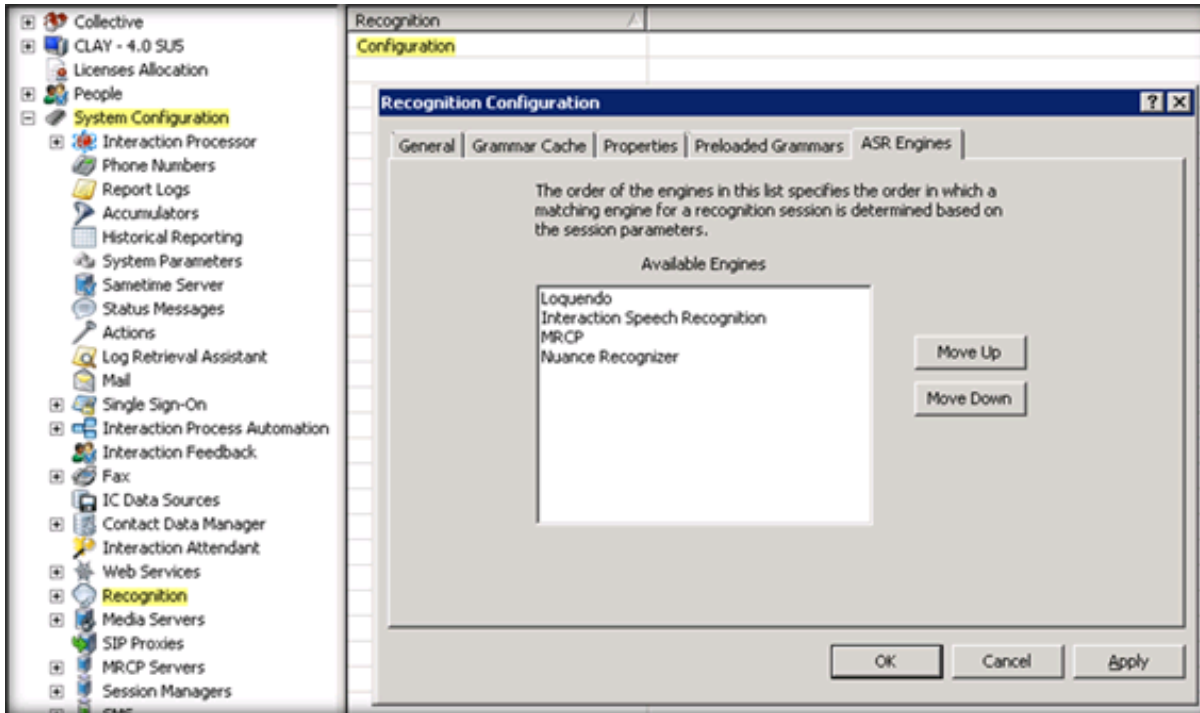 Collective
CLAY - 4.0 SU5
Licenses Allocation
People
System Configuration
Interaction Processor
Phone Numbers
Report Logs
Accumulators
Historical Reporting
System Parameters
Sametime Server
Status Messages
Actions
Log Retrieval Assistant
Mail
Single Sign-On
Interaction Process Automation
Interaction Feedback
Fax
IC Data Sources
Contact Data Manager
Interaction Attendant
Web Services
Recognition
Media Servers
SIP Proxies
MRCP Servers
Session Managers
SMS
Recognition
Configuration
Recognition Configuration
General
Grammar Cache
Properties
Preloaded Grammars
ASR Engines
The order of the engines in this list specifies the order in which a
matching engine for a recognition session is determined based on
the session parameters.
Available Engines
Loquendo
Interaction Speech Recognition
MRCP
Nuance Recognizer
Move Up
Move Down
OK
Cancel
Apply